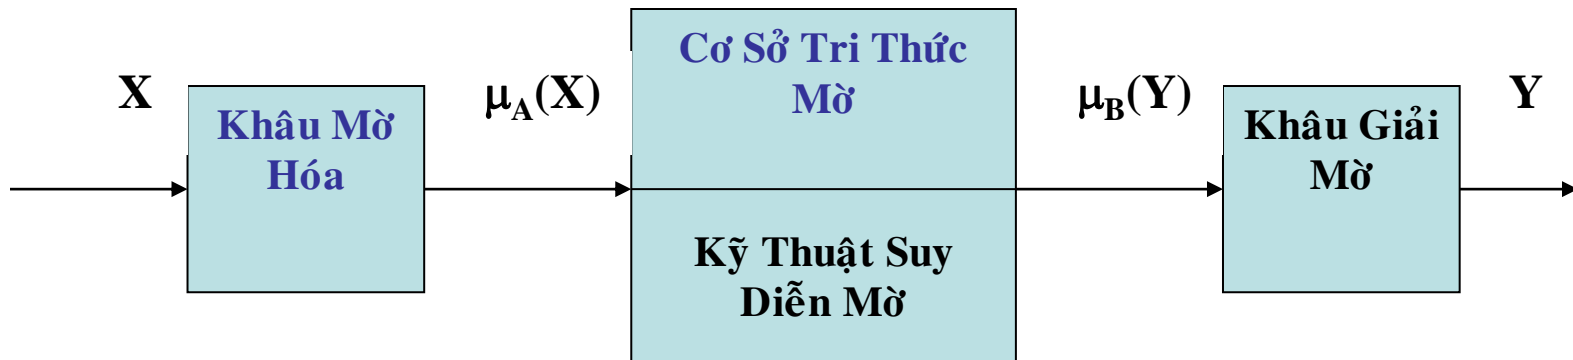 X
Khâu Mờ
Hóa
μA(X)
Cơ Sở Tri Thức
Mờ
Kỹ Thuật Suy
Diễn Mờ
μB(Y)
Khâu Giải
Mờ
Y